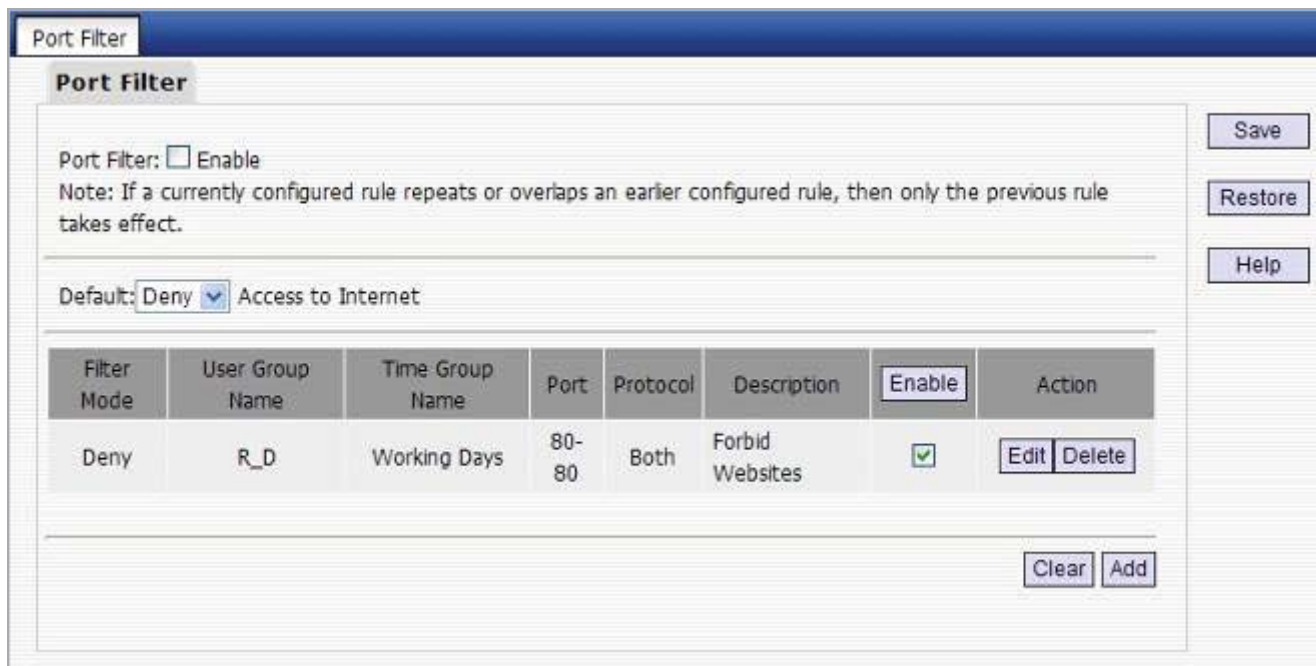 Port Filter
Port Filter
Save
Port Filter: Enable
Note: If a currently configured rule repeats or overlaps an earlier configured rule, then only the previous rule
takes effect.
Restore
Help
Default: Deny Access to Internet
Filter Mode User Group Name Time Group Name Port Protocol Description Enable Action
Deny R_D Working Days 80-80 Both Forbid Websites Edit Delete
Clear Add